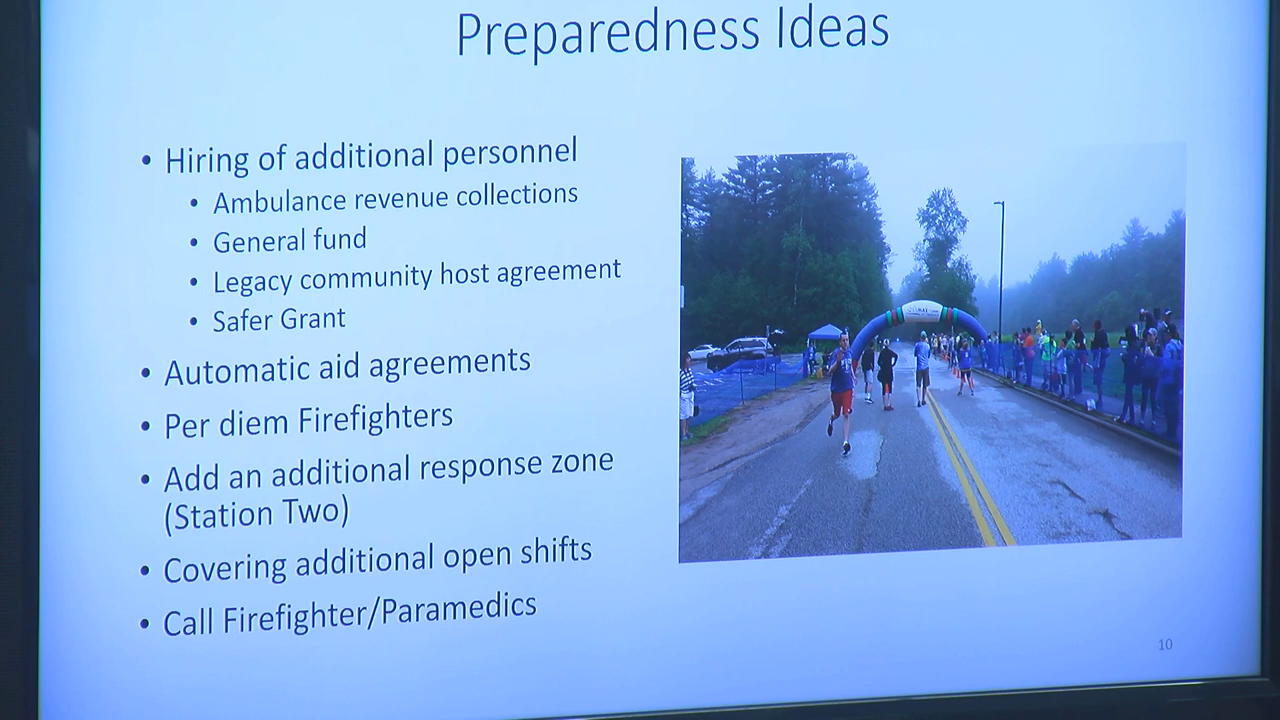 Preparedness Ideas
• Hiring of additional personnel
• Ambulance revenue collections
• General fund
• Legacy community host agreement
• Safer Grant
• Automatic aid agreements
• Per diem Firefighters
• Add an additional response zone
(Station Two)
• Covering additional open shifts
• Call Firefighter/Paramedics
10